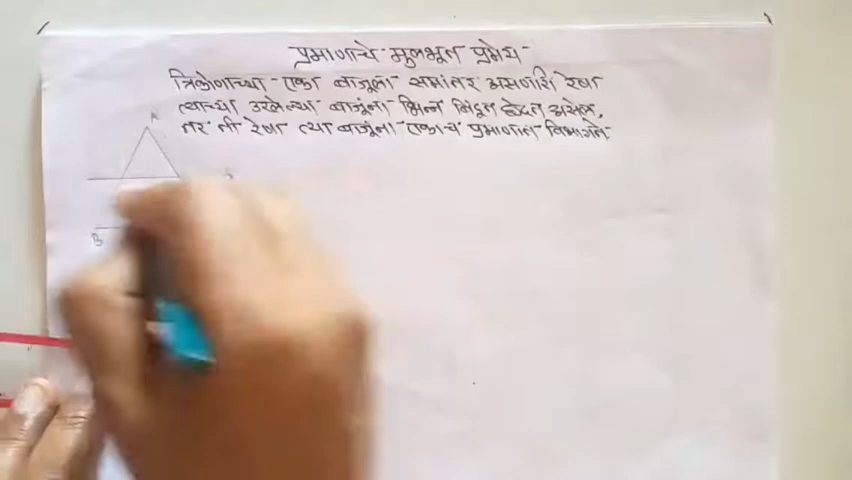 प्रमाणाचे मुलभूत प्रमेय
त्रिकोणाच्या एका बाजूला समांतर असणारी रेषा
त्याच्या उरलेल्या बाजूंना भिन्न बिंदूत छेदत असेल,
तर ती रेषा त्या बाजूंना एकाच प्रमाणात विभागते
A
B